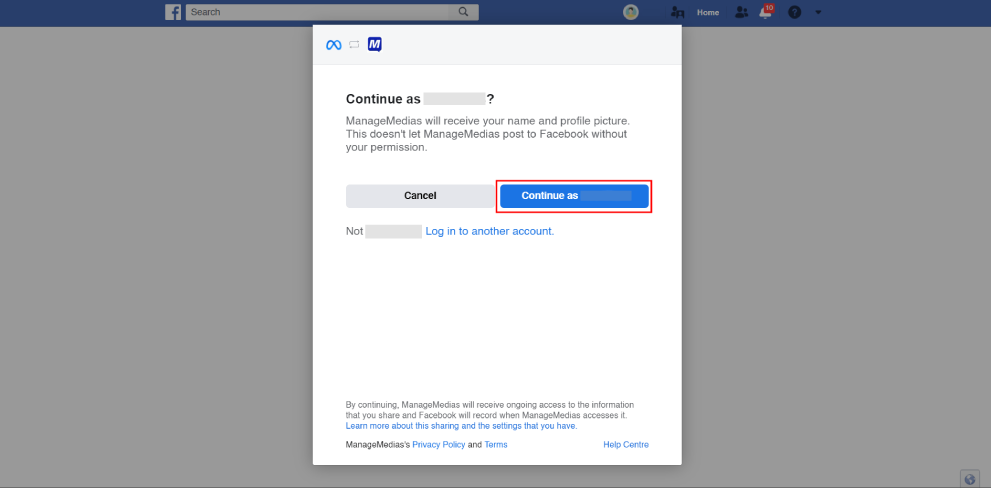 f Search Home 10 ?
M
Continue as ?
ManageMedias will receive your name and profile picture.
This doesn't let ManageMedias post to Facebook without
your permission.
Cancel Continue as
Not Log in to another account.
By continuing, ManageMedias will receive ongoing access to the information
that you share and Facebook will record when ManageMedias accesses it.
Learn more about this sharing and the settings that you have.
ManageMedias's Privacy Policy and Terms Help Centre